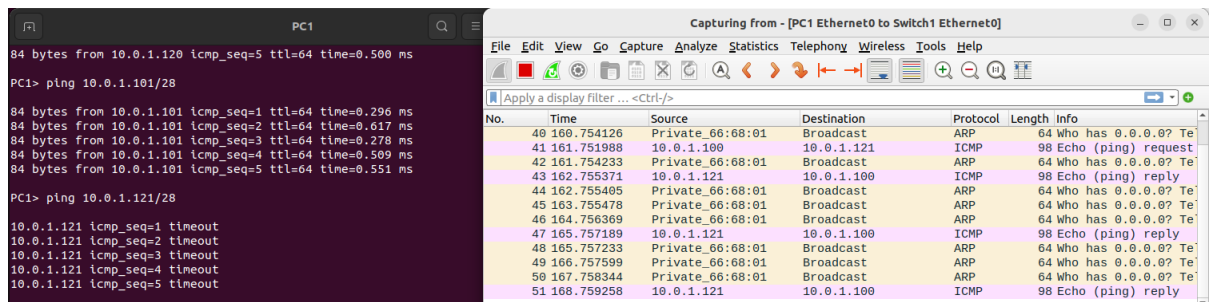 PC1
84 bytes from 10.0.1.120 icmp_seq=5 ttl=64 time=0.500 ms
PC1> ping 10.0.1.101/28
84 bytes from 10.0.1.101 icmp_seq=1 ttl=64 time=0.296 ms
84 bytes from 10.0.1.101 icmp_seq=2 ttl=64 time=0.617 ms
84 bytes from 10.0.1.101 icmp_seq=3 ttl=64 time=0.278 ms
84 bytes from 10.0.1.101 icmp_seq=4 ttl=64 time=0.509 ms
84 bytes from 10.0.1.101 icmp_seq=5 ttl=64 time=0.551 ms
PC1> ping 10.0.1.121/28
10.0.1.121 icmp_seq=1 timeout
10.0.1.121 icmp_seq=2 timeout
10.0.1.121 icmp_seq=3 timeout
10.0.1.121 icmp_seq=4 timeout
10.0.1.121 icmp_seq=5 timeout
Capturing from - [PC1 Ethernet0 to Switch1 Ethernet0]
File Edit View Go Capture Analyze Statistics Telephony Wireless Tools Help
Apply a display filter ... <Ctrl-/>
No. Time Source Destination Protocol Length Info
40 160.754126 Private_66:68:01 Broadcast ARP 64 Who has 0.0.0.0? Te
41 161.751988 10.0.1.100 10.0.1.121 ICMP 98 Echo (ping) request
42 161.754233 Private_66:68:01 Broadcast ARP 64 Who has 0.0.0.0? Te
43 162.755371 10.0.1.121 10.0.1.100 ICMP 98 Echo (ping) reply
44 162.755405 Private_66:68:01 Broadcast ARP 64 Who has 0.0.0.0? Te
45 163.755478 Private_66:68:01 Broadcast ARP 64 Who has 0.0.0.0? Te
46 164.756369 Private_66:68:01 Broadcast ARP 64 Who has 0.0.0.0? Te
47 165.757189 10.0.1.121 10.0.1.100 ICMP 98 Echo (ping) reply
48 165.757233 Private_66:68:01 Broadcast ARP 64 Who has 0.0.0.0? Te
49 166.757599 Private_66:68:01 Broadcast ARP 64 Who has 0.0.0.0? Te
50 167.758344 Private_66:68:01 Broadcast ARP 64 Who has 0.0.0.0? Te
51 168.759258 10.0.1.121 10.0.1.100 ICMP 98 Echo (ping) reply